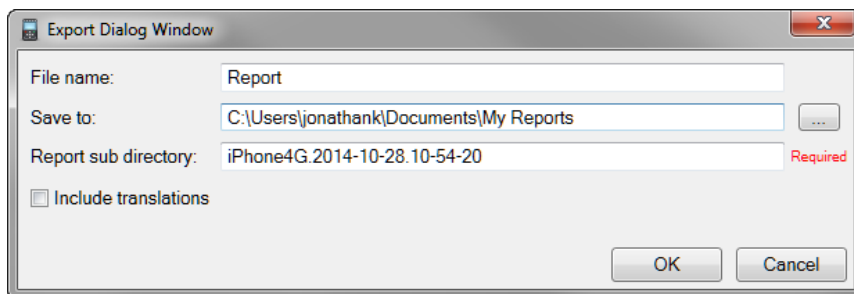 Export Dialog Window
File name: Report
Save to: C:\Users\jonathank\Documents\My Reports ...
Report sub directory: iPhone4G.2014-10-28.10-54-20 Required
Include translations
OK Cancel